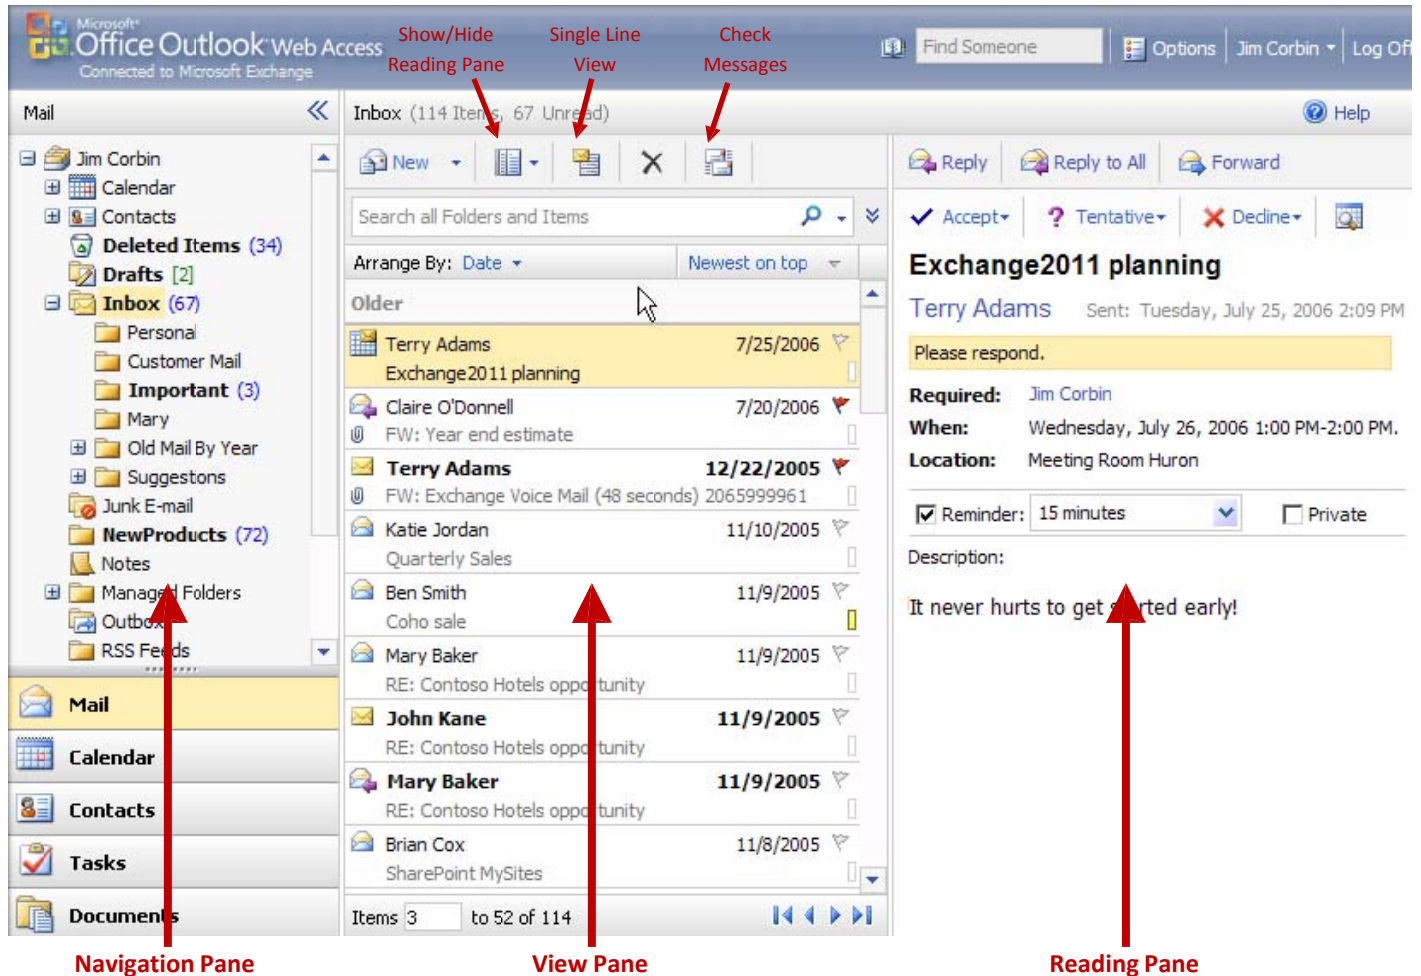 Microsoft®
Office Outlook Web Access
Connected to Microsoft Exchange
Show/Hide
Reading Pane
Single Line
View
Check
Messages
Find Someone
Options
Jim Corbin
Log Off
Mail
Inbox (114 Items, 67 Unread)
Help
Jim Corbin
Calendar
Contacts
Deleted Items (34)
Drafts [2]
Inbox (67)
Personal
Customer Mail
Important (3)
Mary
Old Mail By Year
Suggestons
Junk E-mail
NewProducts (72)
Notes
Managed Folders
Outbox
RSS Feeds
Mail
Calendar
Contacts
Tasks
Documents
New
Search all Folders and Items
Arrange By: Date
Newest on top
Older
Terry Adams 7/25/2006
Exchange2011 planning
Claire O'Donnell 7/20/2006
FW: Year end estimate
Terry Adams 12/22/2005
FW: Exchange Voice Mail (48 seconds) 2065999961
Katie Jordan 11/10/2005
Quarterly Sales
Ben Smith 11/9/2005
Coho sale
Mary Baker 11/9/2005
RE: Contoso Hotels opportunity
John Kane 11/9/2005
RE: Contoso Hotels opportunity
Mary Baker 11/9/2005
RE: Contoso Hotels opportunity
Brian Cox 11/8/2005
SharePoint MySites
Items 3 to 52 of 114
Reply
Reply to All
Forward
Accept
? Tentative
Decline
Exchange2011 planning
Terry Adams Sent: Tuesday, July 25, 2006 2:09 PM
Please respond.
Required: Jim Corbin
When: Wednesday, July 26, 2006 1:00 PM-2:00 PM.
Location: Meeting Room Huron
Reminder: 15 minutes
Private
Description:
It never hurts to get started early!
Navigation Pane
View Pane
Reading Pane